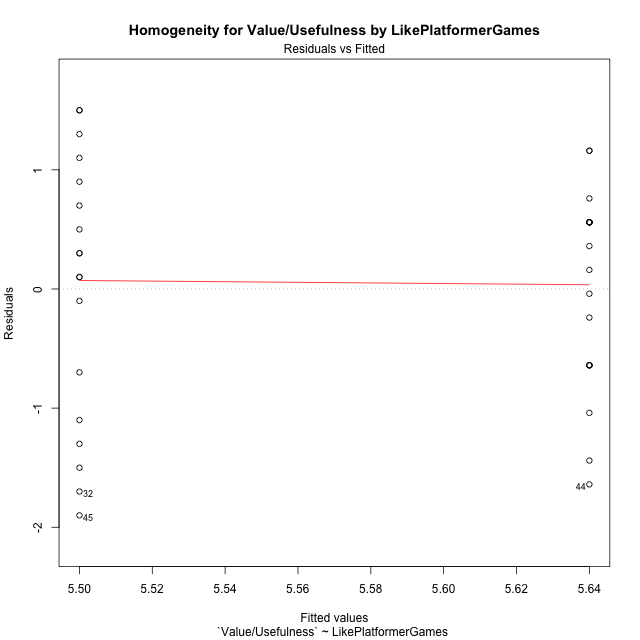 Homogeneity for Value/Usefulness by LikePlatformerGames
Residuals vs Fitted
Residuals
1
0
-1
-2
32
45
44
5.50 5.52 5.54 5.56 5.58 5.60 5.62 5.64
Fitted values
`Value/Usefulness` ~ LikePlatformerGames